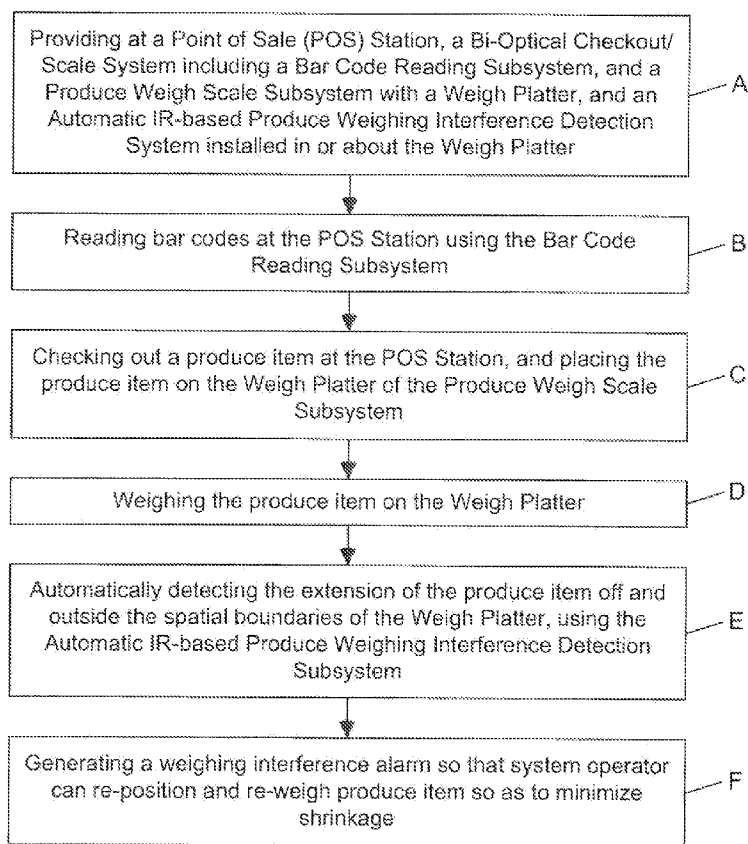 Providing at a Point of Sale (POS) Station, a Bi-Optical Checkout/
Scale System including a Bar Code Reading Subsystem, and a
Produce Weigh Scale Subsystem with a Weigh Platter, and an
Automatic IR-based Produce Weighing Interference Detection
System installed in or about the Weigh Platter
A
Reading bar codes at the POS Station using the Bar Code
Reading Subsystem
B
Checking out a produce item at the POS Station, and placing the
produce item on the Weigh Platter of the Produce Weigh Scale
Subsystem
C
Weighing the produce item on the Weigh Platter
D
Automatically detecting the extension of the produce item off and
outside the spatial boundaries of the Weigh Platter, using the
Automatic IR-based Produce Weighing Interference Detection
Subsystem
E
Generating a weighing interference alarm so that system operator
can re-position and re-weigh produce item so as to minimize
shrinkage
F